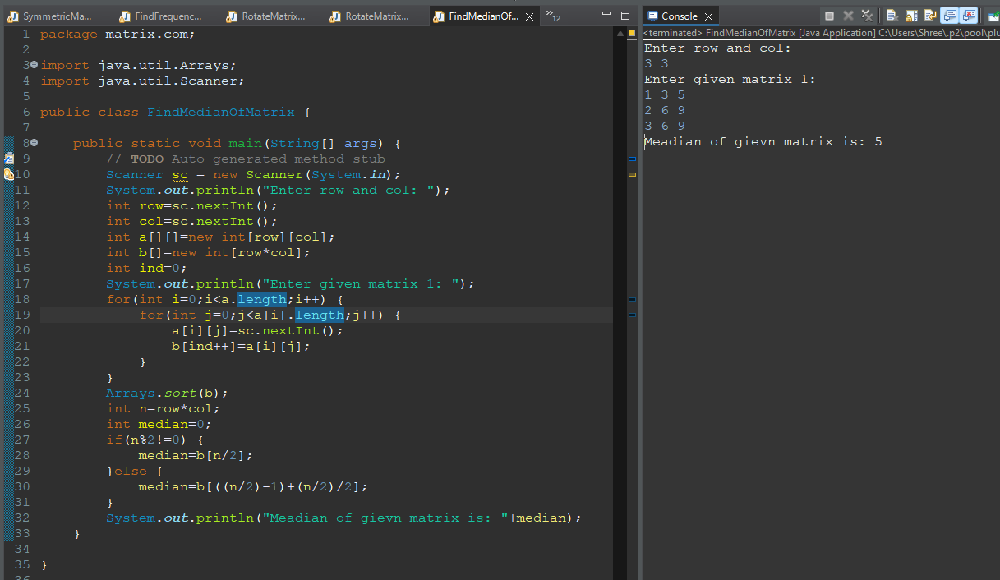 SymmetricMa...
FindFrequenc...
RotateMatrix...
RotateMatrix...
FindMedianOf...
12
1 package matrix.com;
2
3 import java.util.Arrays;
4 import java.util.Scanner;
5
6 public class FindMedianOfMatrix {
7
8     public static void main(String[] args) {
9         // TODO Auto-generated method stub
10         Scanner sc = new Scanner(System.in);
11         System.out.println("Enter row and col: ");
12         int row=sc.nextInt();
13         int col=sc.nextInt();
14         int a[][]=new int[row][col];
15         int b[]=new int[row*col];
16         int ind=0;
17         System.out.println("Enter given matrix 1: ");
18         for(int i=0;i<a.length;i++) {
19             for(int j=0;j<a[i].length;j++) {
20                 a[i][j]=sc.nextInt();
21                 b[ind++]=a[i][j];
22             }
23         }
24         Arrays.sort(b);
25         int n=row*col;
26         int median=0;
27         if(n%2!=0) {
28             median=b[n/2];
29         }else {
30             median=b[((n/2)-1)+(n/2)/2];
31         }
32         System.out.println("Meadian of gievn matrix is: "+median);
33     }
34
35 }
36
Console
<terminated> FindMedianOfMatrix [Java Application] C:\Users\Shree\.p2\pool\plu
Enter row and col:
3 3
Enter given matrix 1:
1 3 5
2 6 9
3 6 9
Meadian of gievn matrix is: 5